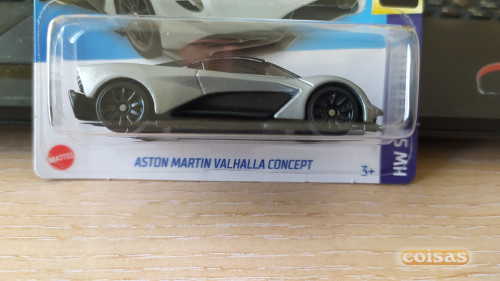 MATTEL
ASTON MARTIN VALHALLA CONCEPT
3+
HW S
coisas